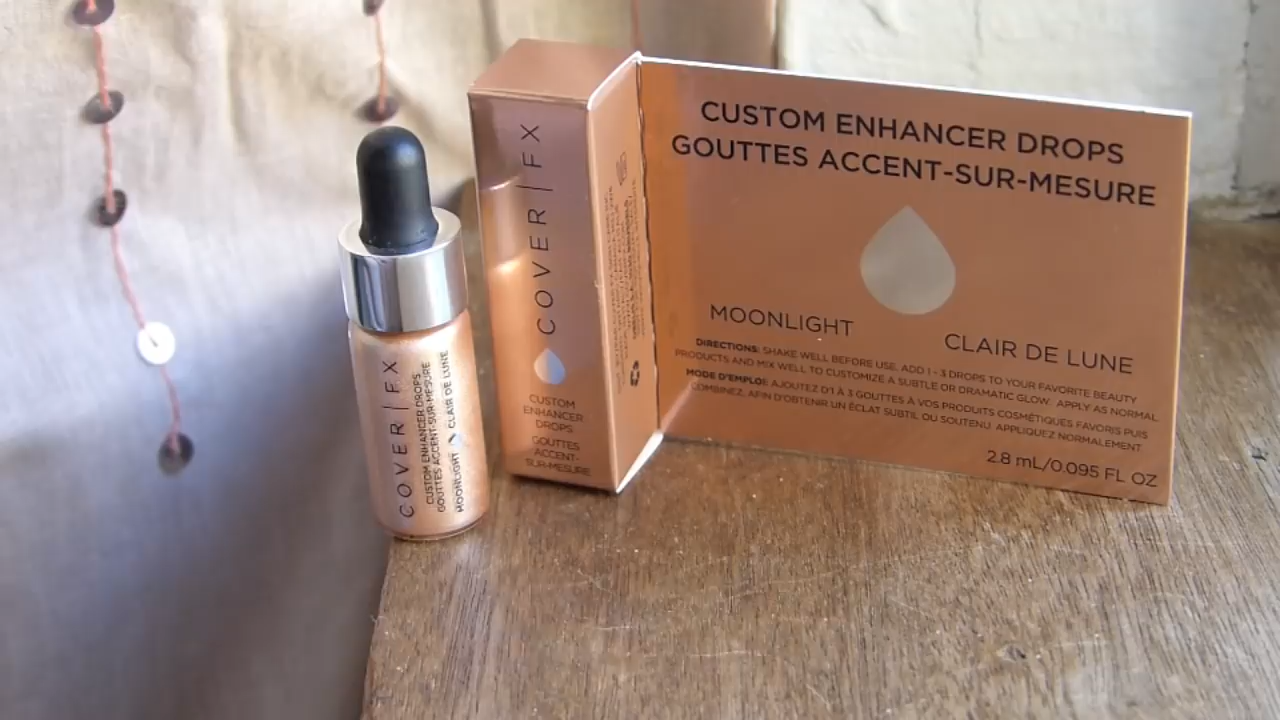 COVER | FX
CUSTOM ENHANCER DROPS
GOUTTES ACCENT-SUR-MESURE
MOONLIGHT CLAIR DE LUNE
COVER | FX
CUSTOM
ENHANCER
DROPS
GOUTTES
ACCENT-
SUR-MESURE
CUSTOM ENHANCER DROPS
GOUTTES ACCENT-SUR-MESURE
MOONLIGHT
CLAIR DE LUNE
DIRECTIONS: SHAKE WELL BEFORE USE. ADD 1 - 3 DROPS TO YOUR FAVORITE BEAUTY
PRODUCTS AND MIX WELL TO CUSTOMIZE A SUBTLE OR DRAMATIC GLOW. APPLY AS NORMAL.
MODE D'EMPLOI: AJOUTEZ D'1 À 3 GOUTTES À VOS PRODUITS COSMÉTIQUES FAVORIS PUIS
COMBINEZ, AFIN D'OBTENIR UN ÉCLAT SUBTIL OU SOUTENU. APPLIQUEZ NORMALEMENT.
2.8 mL/0.095 FL OZ